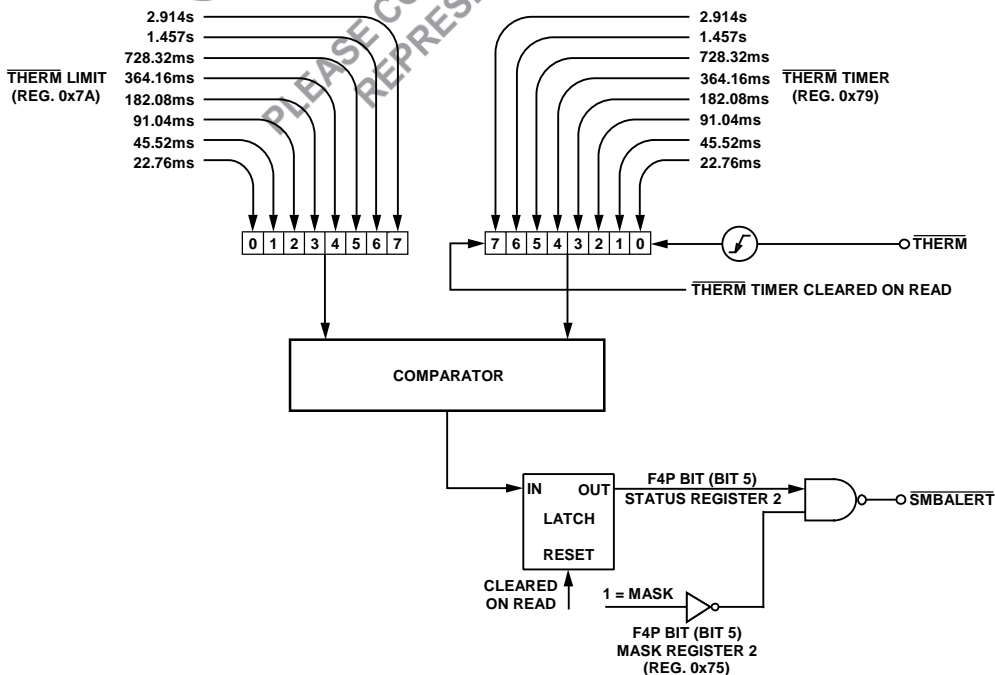 2.914s
1.457s
728.32ms
364.16ms
182.08ms
91.04ms
45.52ms
22.76ms
THERM LIMIT
(REG. 0x7A)
2.914s
1.457s
728.32ms
364.16ms
182.08ms
91.04ms
45.52ms
22.76ms
THERM TIMER
(REG. 0x79)
PLEASE CO
REPRESE
0 1 2 3 4 5 6 7
7 6 5 4 3 2 1 0
THERM
THERM TIMER CLEARED ON READ
COMPARATOR
IN OUT
LATCH
RESET
F4P BIT (BIT 5)
STATUS REGISTER 2
SMBALERT
CLEARED
ON READ
1 = MASK
F4P BIT (BIT 5)
MASK REGISTER 2
(REG. 0x75)